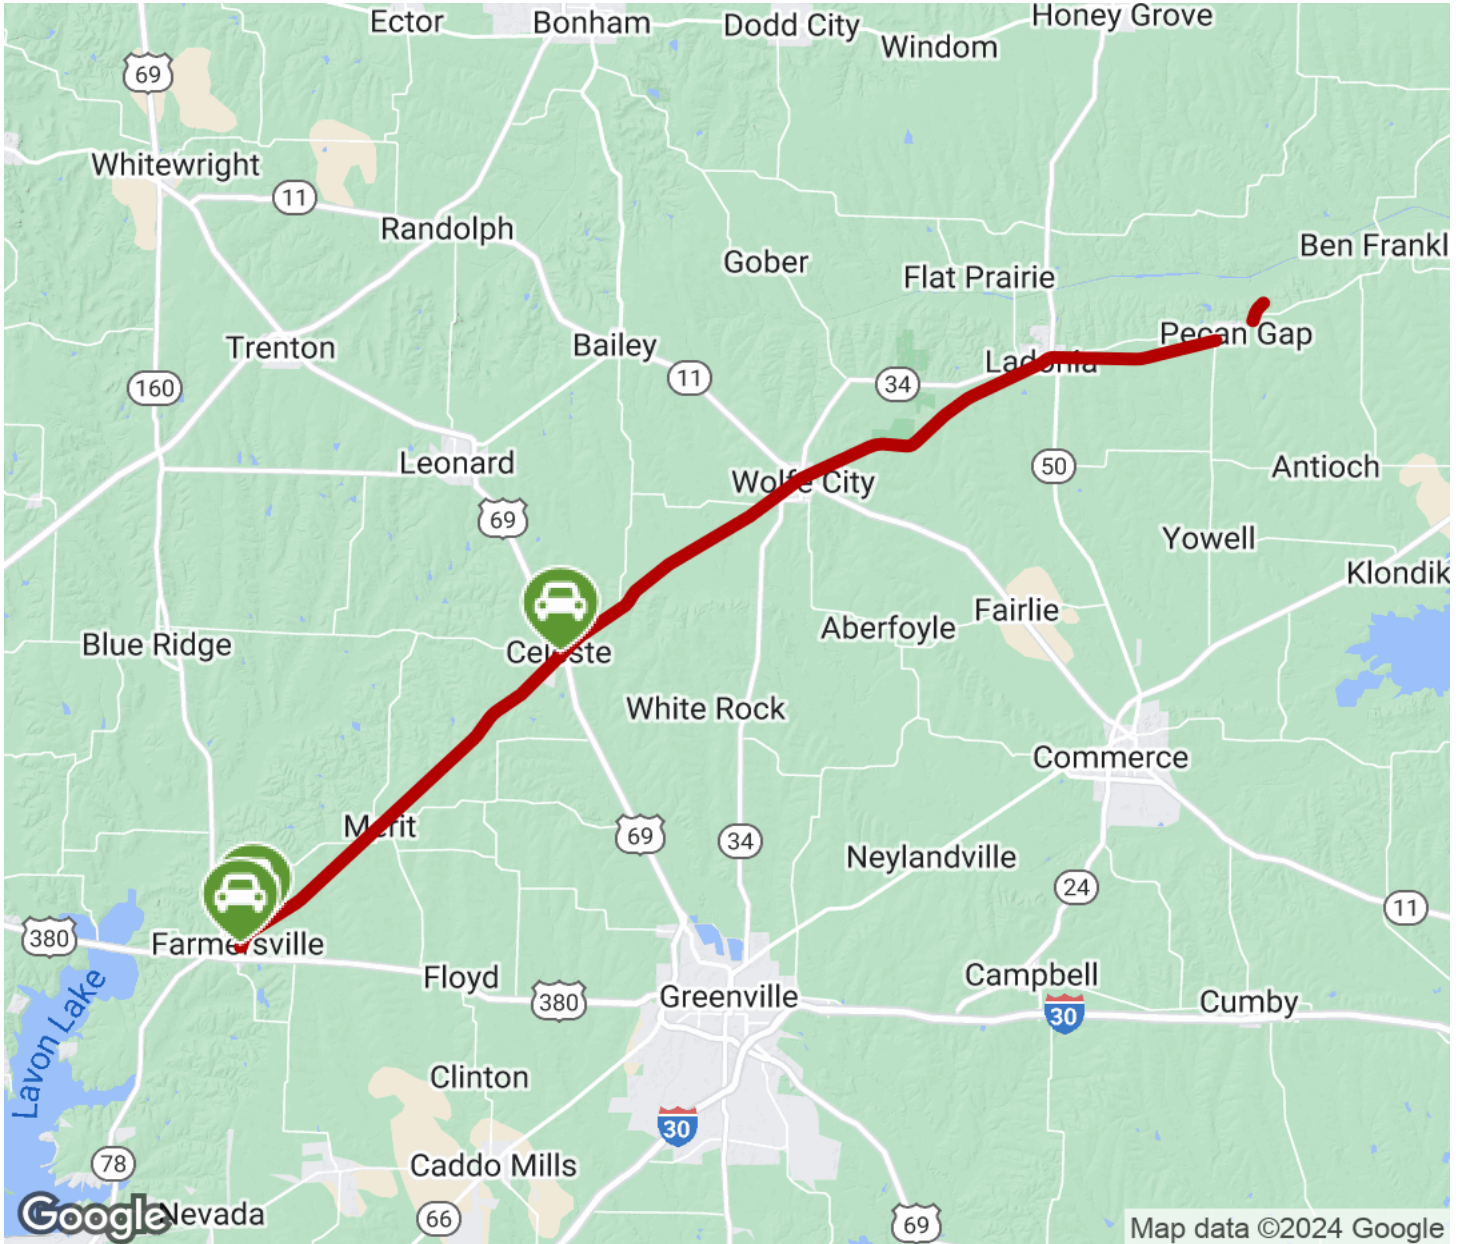 Ector
Bonham
Dodd City
Honey Grove
Windom
69
Whitewright
11
Randolph
Gober
Ben Frankl
Flat Prairie
Trenton
Bailey
Pecan Gap
Ladonia
160
11
34
Leonard
Wolfe City
50
Antioch
69
Yowell
Klondik
Celeste
Fairlie
Aberfoyle
Blue Ridge
White Rock
Commerce
Merit
69
34
Neylandville
24
11
380
Farmersville
Floyd
380
Greenville
Campbell
30
Cumby
Lavon Lake
Clinton
30
78
Caddo Mills
Google
Nevada
66
69
Map data ©2024 Google